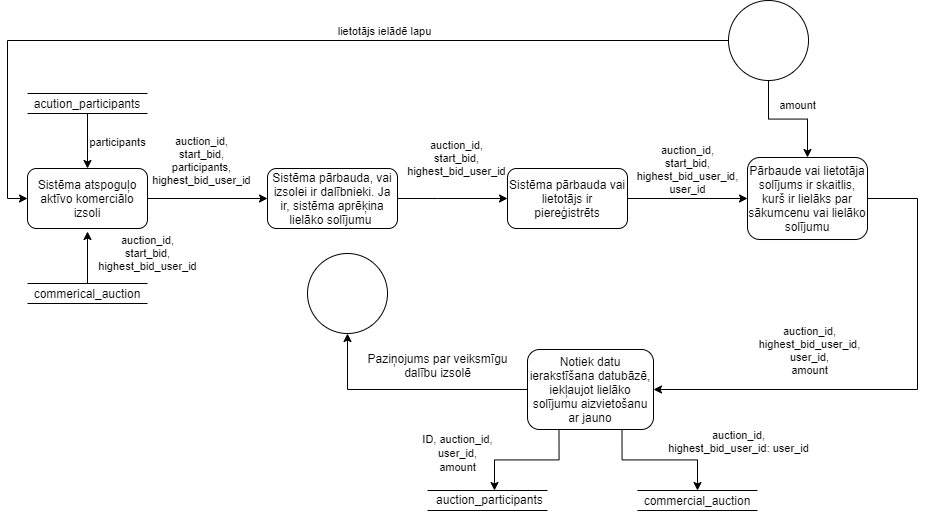 lietotājs ielādē lapu
acution_participants
participants
amount
auction_id,
start_bid,
participants,
highest_bid_user_id
auction_id,
start_bid,
highest_bid_user_id
auction_id,
start_bid,
highest_bid_user_id,
user_id
Sistēma atspoguļo
aktīvo komerciālo
izsoli
Sistēma pārbauda, vai
izsolei ir dalībnieki. Ja
ir, sistēma aprēķina
lielāko solījumu
Sistēma pārbauda vai
lietotājs ir
piereģistrēts
Pārbaude vai lietotāja
solījums ir skaitlis,
kurš ir lielāks par
sākumcenu vai lielāko
solījumu
auction_id,
start_bid,
highest_bid_user_id
commerical_auction
auction_id,
highest_bid_user_id,
user_id,
amount
Paziņojums par veiksmīgu
dalību izsolē
Notiek datu
ierakstīšana datubāzē,
iekļaujot lielāko
solījumu aizvietošanu
ar jauno
ID, auction_id,
user_id,
amount
auction_id,
highest_bid_user_id: user_id
auction_participants
commercial_auction